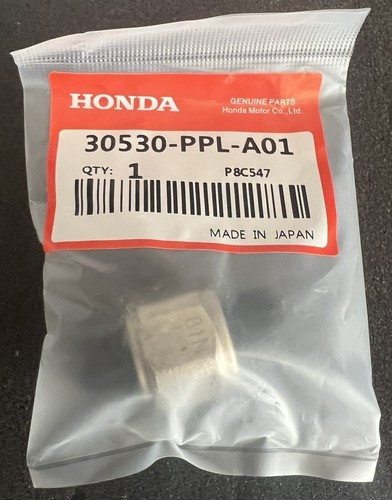 HONDA
GENUINE PARTS
Honda Motor Co.,Ltd.
30530-PPL-A01
QTY: 1 P8C547
MADE IN JAPAN